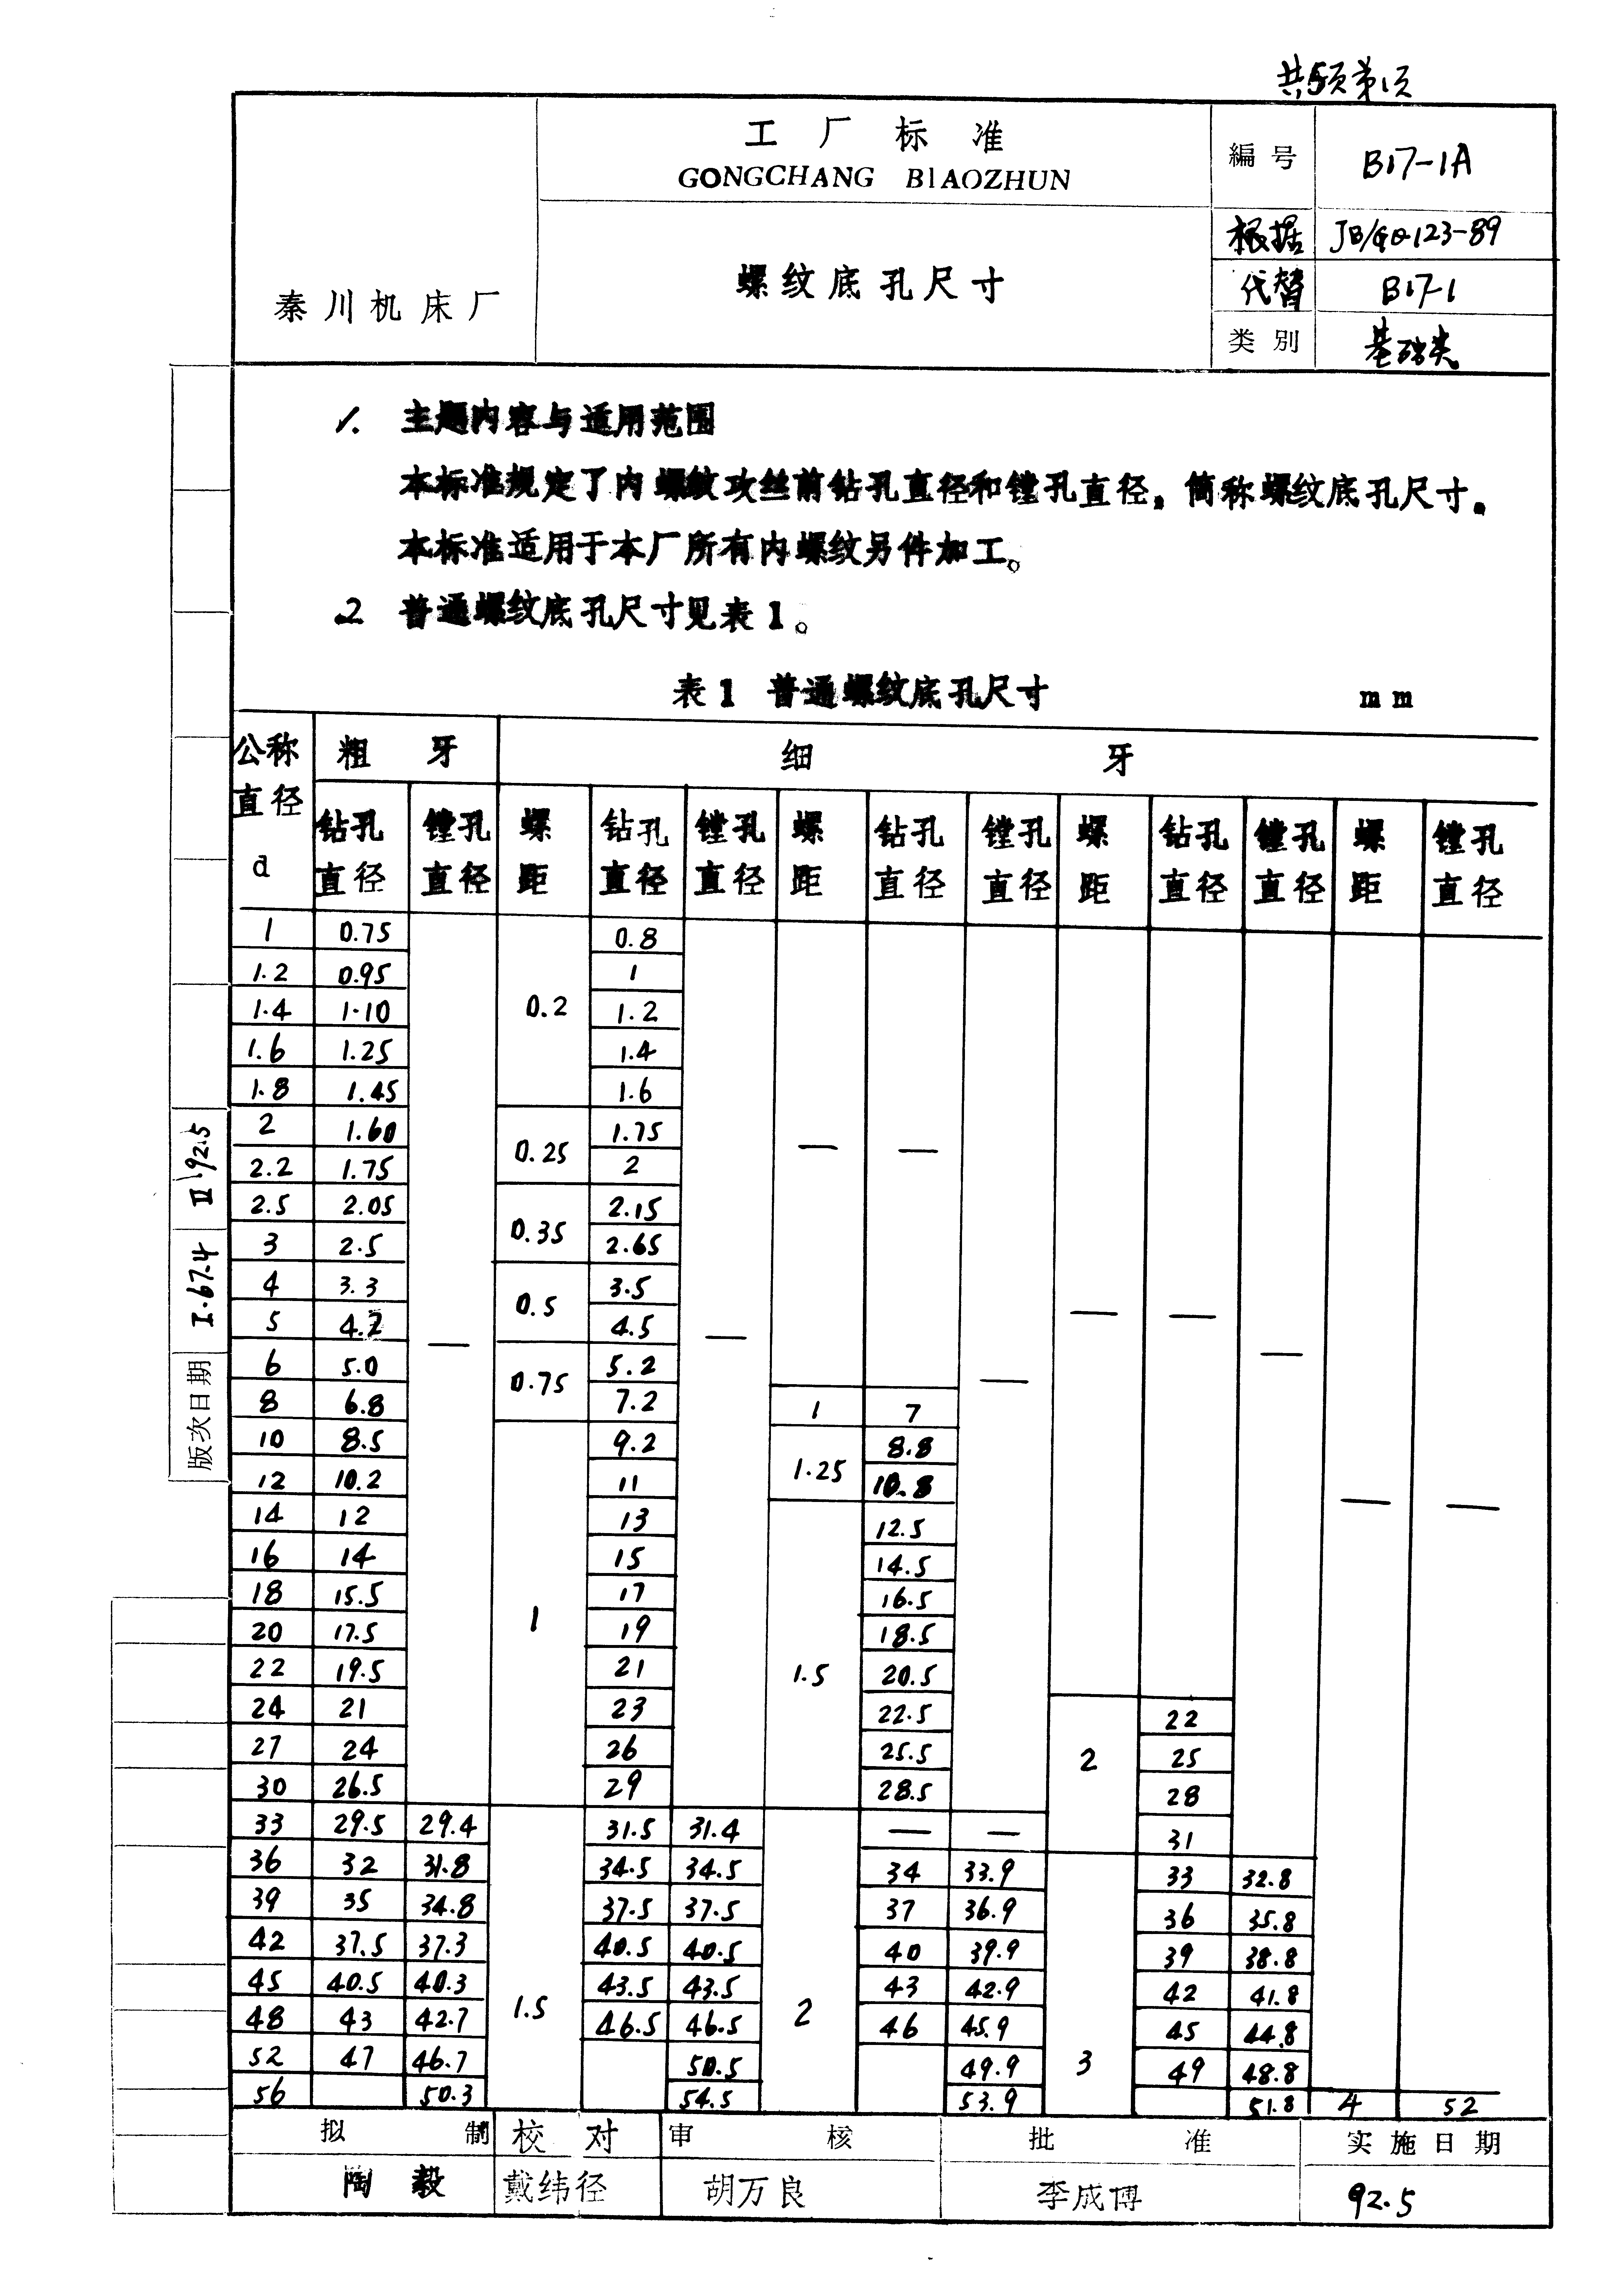 共5页第1页
工厂标准
GONGCHANG BIAOZHUN
編号 B17-1A
根据 JB/GQ123-89
螺纹底孔尺寸
代替 B17-1
秦川机床厂
类別 基础类
1. 主题内容与适用范围
本标准规定了内螺纹攻丝前钻孔直径和镗孔直径。简称螺纹底孔尺寸。
本标准适用于本厂所有内螺纹另件加工。
2 普通螺纹底孔尺寸见表1。
表1 普通螺纹底孔尺寸 mm
公称直径 d 粗牙 细牙
钻孔直径 镗孔直径 螺距 钻孔直径 镗孔直径 螺距 钻孔直径 镗孔直径 螺距 钻孔直径 镗孔直径 螺距 镗孔直径
1 0.75 0.8
1.2 0.95 1
1.4 1.10 0.2 1.2
1.6 1.25 1.4
1.8 1.45 1.6
2 1.60 1.75
2.2 1.75 0.25 2 — —
2.5 2.05 2.15
3 2.5 0.35 2.65
4 3.3 3.5
5 4.2 0.5 4.5 — — —
6 5.0 — 5.2 — —
8 6.8 0.75 7.2 1 7
10 8.5 9.2 8.8
12 10.2 11 1.25 10.8
14 12 13 12.5 — —
16 14 15 14.5
18 15.5 17 16.5
20 17.5 1 19 18.5
22 19.5 21 1.5 20.5
24 21 23 22.5 22
27 24 26 25.5 2 25
30 26.5 29 28.5 28
33 29.5 29.4 31.5 31.4 — — 31
36 32 31.8 34.5 34.5 34 33.9 33 32.8
39 35 34.8 37.5 37.5 37 36.9 36 35.8
42 37.5 37.3 40.5 40.5 40 39.9 39 38.8
45 40.5 40.3 43.5 43.5 43 42.9 42 41.8
48 43 42.7 1.5 46.5 46.5 2 46 45.9 45 44.8
52 47 46.7 50.5 49.9 3 49 48.8
56 50.3 54.5 53.9 51.8 4 52
拟制 校对 审核 批准 实施日期
陶毅 戴纬径 胡万良 李成博 92.5
版次日期 I.67.4 II 92.5